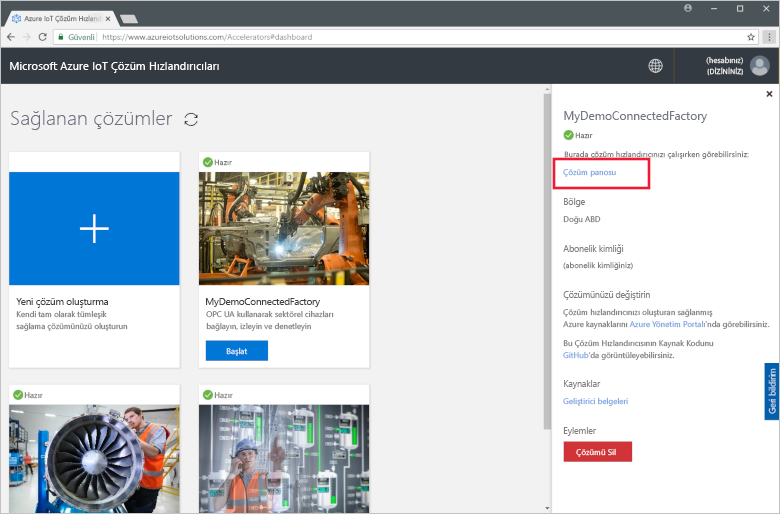 Azure IoT Çözüm Hızlandırı
Güvenli
https://www.azureiotsolutions.com/Accelerators#dashboard
Microsoft Azure IoT Çözüm Hızlandırıcıları
(hesabınız)
(DİZİNİNİZ)
Sağlanan çözümler
Yeni çözüm oluşturma
Kendi tam olarak tümleşik
sağlama çözümünüzü oluşturun
Hazır
MyDemoConnectedFactory
OPC UA kullanarak sektörel cihazları
bağlayın, izleyin ve denetleyin
Başlat
Hazır
Hazır
MyDemoConnectedFactory
Hazır
Burada çözüm hızlandırıcınızı çalışırken görebilirsiniz:
Çözüm panosu
Bölge
Doğu ABD
Abonelik kimliği
(abonelik kimliğiniz)
Çözümünüzü değiştirin
Çözüm hızlandırıcınızı oluşturan sağlanmış
Azure kaynaklarını Azure Yönetim Portalı'nda görebilirsiniz.
Bu Çözüm Hızlandırıcısının Kaynak Kodunu
GitHub'da görüntüleyebilirsiniz.
Kaynaklar
Geliştirici belgeleri
Eylemler
Çözümü Sil
Geri bildirim